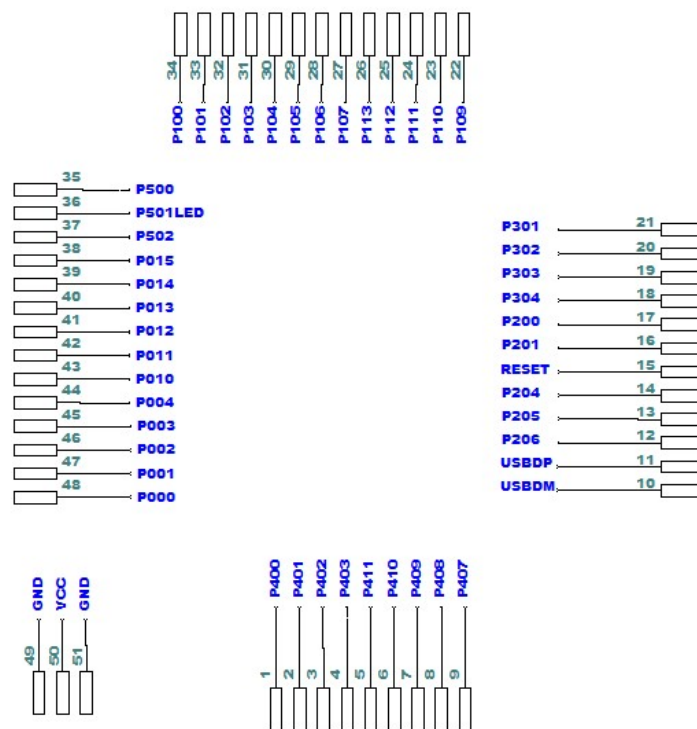 34 33 32 31 30 29 28 27 26 25 24 23 22
P100 P101 P102 P103 P104 P105 P106 P107 P113 P112 P111 P110 P109
35 P500
36 P501LED
37 P502
38 P015
39 P014
40 P013
41 P012
42 P011
43 P010
44 P004
45 P003
46 P002
47 P001
48 P000
P301 21
P302 20
P303 19
P304 18
P200 17
P201 16
RESET 15
P204 14
P205 13
P206 12
USBDP 11
USBDM 10
GND VCC GND
49 50 51
P400 P401 P402 P403 P411 P410 P409 P408 P407
1 2 3 4 5 6 7 8 9